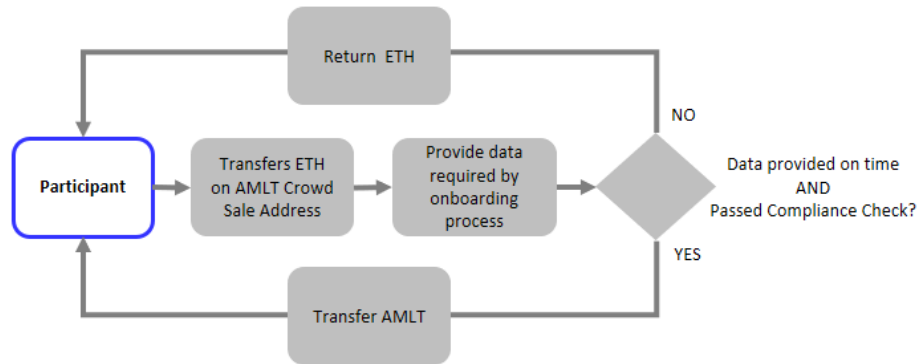 Return ETH
NO
Participant
Transfers ETH
on AMLT Crowd
Sale Address
Provide data
required by
onboarding
process
Data provided on time
AND
Passed Compliance Check?
YES
Transfer AMLT